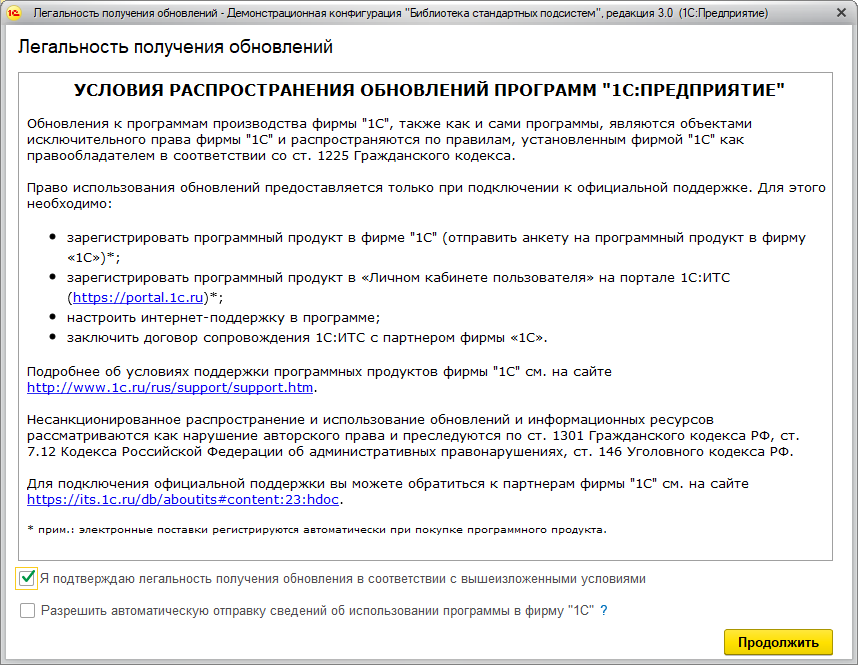 Легальность получения обновлений - Демонстрационная конфигурация "Библиотека стандартных подсистем", редакция 3.0 (1С:Предприятие)
Легальность получения обновлений
УСЛОВИЯ РАСПРОСТРАНЕНИЯ ОБНОВЛЕНИЙ ПРОГРАММ "1С:ПРЕДПРИЯТИЕ"
Обновления к программам производства фирмы "1С", также как и сами программы, являются объектами
исключительного права фирмы "1С" и распространяются по правилам, установленным фирмой "1С" как
правообладателем в соответствии со ст. 1225 Гражданского кодекса.
Право использования обновлений предоставляется только при подключении к официальной поддержке. Для этого
необходимо:
• зарегистрировать программный продукт в фирме "1С" (отправить анкету на программный продукт в фирму
«1С»)*;
• зарегистрировать программный продукт в «Личном кабинете пользователя» на портале 1С:ИТС
(https://portal.1c.ru)*;
• настроить интернет-поддержку в программе;
• заключить договор сопровождения 1С:ИТС с партнером фирмы «1С».
Подробнее об условиях поддержки программных продуктов фирмы "1С" см. на сайте
http://www.1c.ru/rus/support/support.htm.
Несанкционированное распространение и использование обновлений и информационных ресурсов
рассматриваются как нарушение авторского права и преследуются по ст. 1301 Гражданского кодекса РФ, ст.
7.12 Кодекса Российской Федерации об административных правонарушениях, ст. 146 Уголовного кодекса РФ.
Для подключения официальной поддержки вы можете обратиться к партнерам фирмы "1С" см. на сайте
https://its.1c.ru/db/aboutits#content:23:hdoc.
* прим.: электронные поставки регистрируются автоматически при покупке программного продукта.
Я подтверждаю легальность получения обновления в соответствии с вышеизложенными условиями
Разрешить автоматическую отправку сведений об использовании программы в фирму "1С" ?
Продолжить